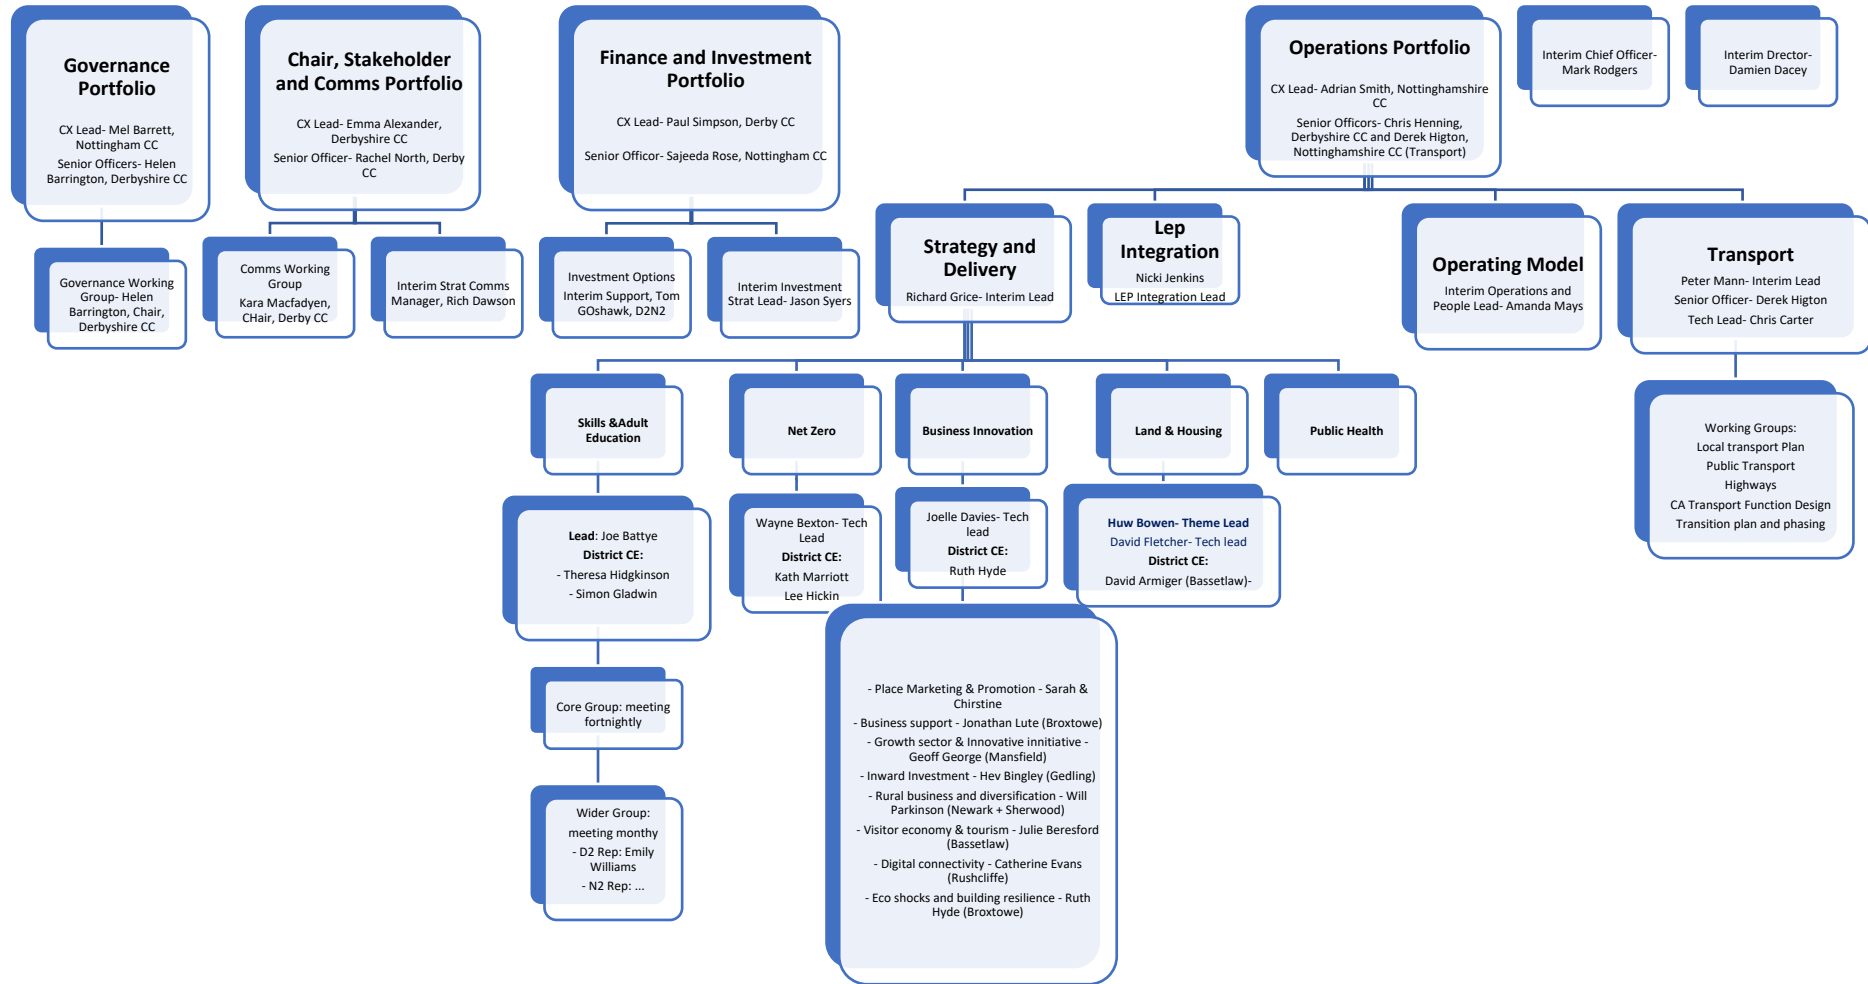 Governance
Portfolio
CX Lead- Mel Barrett,
Nottingham CC
Senior Officers- Helen
Barrington, Derbyshire CC
Chair, Stakeholder
and Comms Portfolio
CX Lead- Emma Alexander,
Derbyshire CC
Senior Officer- Rachel North, Derby
CC
Finance and Investment
Portfolio
CX Lead- Paul Simpson, Derby CC
Senior Officor- Sajeeda Rose, Nottingham CC
Operations Portfolio
CX Lead- Adrian Smith, Nottinghamshire
CC
Senior Officors- Chris Henning,
Derbyshire CC and Derek Higton,
Nottinghamshire CC (Transport)
Interim Chief Officer-
Mark Rodgers
Interim Drector-
Damien Dacey
Governance Working
Group- Helen
Barrington, Chair,
Derbyshire CC
Comms Working
Group
Kara Macfadyen,
CHair, Derby CC
Interim Strat Comms
Manager, Rich Dawson
Investment Options
Interim Support, Tom
GOshawk, D2N2
Interim Investment
Strat Lead- Jason Syers
Strategy and
Delivery
Richard Grice- Interim Lead
Lep
Integration
Nicki Jenkins
LEP Integration Lead
Operating Model
Interim Operations and
People Lead- Amanda Mays
Transport
Peter Mann- Interim Lead
Senior Officer- Derek Higton
Tech Lead- Chris Carter
Skills &Adult
Education
Net Zero
Business Innovation
Land & Housing
Public Health
Working Groups:
Local transport Plan
Public Transport
Highways
CA Transport Function Design
Transition plan and phasing
Lead: Joe Battye
District CE:
- Theresa Hidgkinson
- Simon Gladwin
Wayne Bexton- Tech
Lead
District CE:
Kath Marriott
Lee Hickin
Joelle Davies- Tech
lead
District CE:
Ruth Hyde
Huw Bowen- Theme Lead
David Fletcher- Tech lead
District CE:
David Armiger (Bassetlaw)-
Core Group: meeting
fortnightly
Wider Group:
meeting monthy
- D2 Rep: Emily
Williams
- N2 Rep: ...
- Place Marketing & Promotion - Sarah &
Chirstine
- Business support - Jonathan Lute (Broxtowe)
- Growth sector & Innovative innitiative -
Geoff George (Mansfield)
- Inward Investment - Hev Bingley (Gedling)
- Rural business and diversification - Will
Parkinson (Newark + Sherwood)
- Visitor economy & tourism - Julie Beresford
(Bassetlaw)
- Digital connectivity - Catherine Evans
(Rushcliffe)
- Eco shocks and building resilience - Ruth
Hyde (Broxtowe)